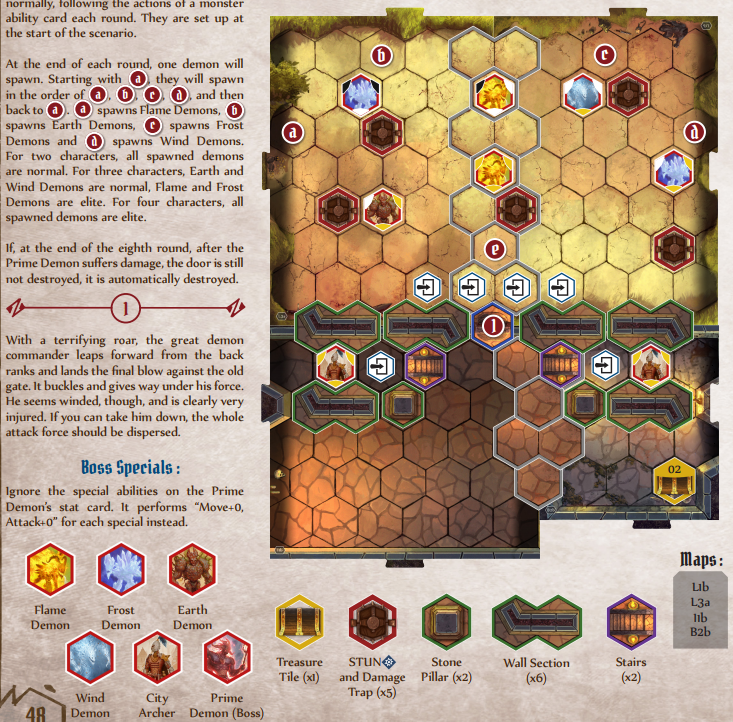 normally, following the actions of a monster
ability card each round. They are set up at
the start of the scenario.
At the end of each round, one demon will
spawn. Starting with a, they will spawn
in the order of a, b, c, d, and then
back to a. a spawns Flame Demons, b
spawns Earth Demons, c spawns Frost
Demons and d spawns Wind Demons.
For two characters, all spawned demons
are normal. For three characters, Earth and
Wind Demons are normal, Flame and Frost
Demons are elite. For four characters, all
spawned demons are elite.
If, at the end of the eighth round, after the
Prime Demon suffers damage, the door is still
not destroyed, it is automatically destroyed.
1
With a terrifying roar, the great demon
commander leaps forward from the back
ranks and lands the final blow against the old
gate. It buckles and gives way under his force.
He seems winded, though, and is clearly very
injured. If you can take him down, the whole
attack force should be dispersed.
Boss Specials:
Ignore the special abilities on the Prime
Demon's stat card. It performs "Move+0,
Attack+0" for each special instead.
Flame
Demon
Frost
Demon
Earth
Demon
Wind
Demon
City
Archer
Prime
Demon (Boss)
48
b
c
a
d
e
1
02
Treasure
Tile (x1)
STUN
and Damage
Trap (x5)
Stone
Pillar (x2)
Wall Section
(x6)
Stairs
(x2)
Maps:
L1b
L3a
I1b
B2b